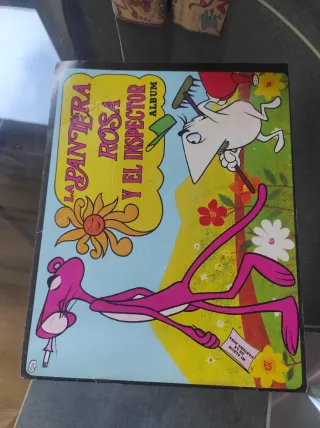 LA PANTERA
ROSA
Y EL INSPECTOR
ALBUM